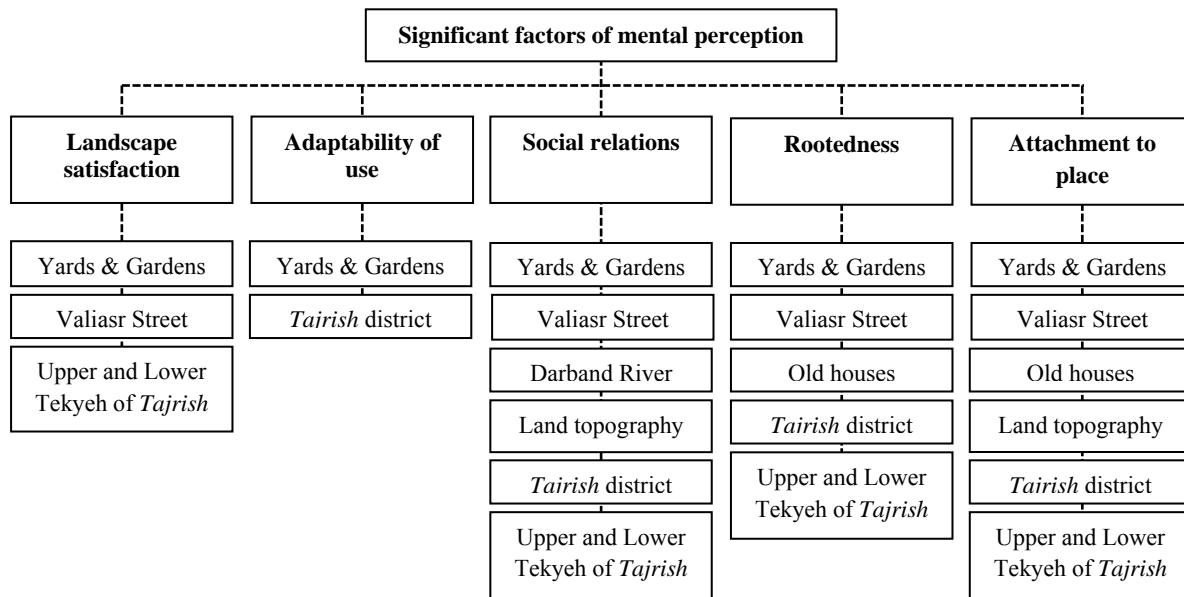 Significant factors of mental perception
Landscape
satisfaction
Yards & Gardens
Valiasr Street
Upper and Lower
Tekyeh of Tajrish
Adaptability of
use
Yards & Gardens
Tairish district
Social relations
Yards & Gardens
Valiasr Street
Darband River
Land topography
Tairish district
Upper and Lower
Tekyeh of Tajrish
Rootedness
Yards & Gardens
Valiasr Street
Old houses
Tairish district
Upper and Lower
Tekyeh of Tajrish
Attachment to
place
Yards & Gardens
Valiasr Street
Old houses
Land topography
Tairish district
Upper and Lower
Tekyeh of Tajrish